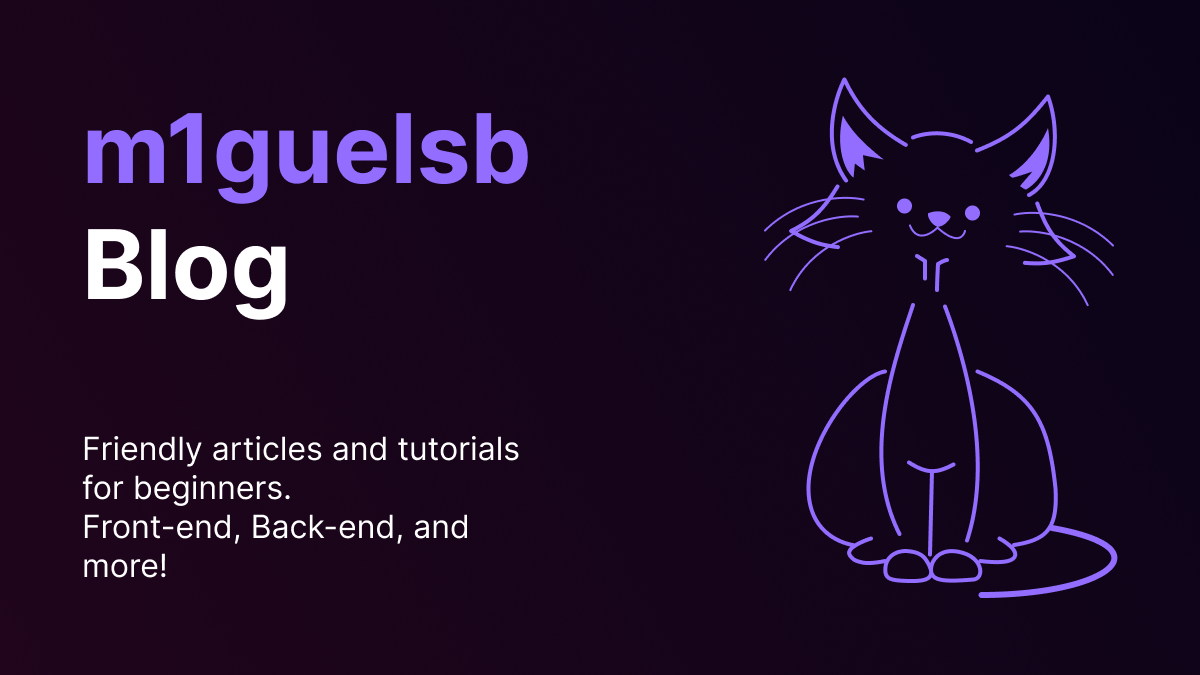 m1guelsb
Blog
Friendly articles and tutorials
for beginners.
Front-end, Back-end, and
more!